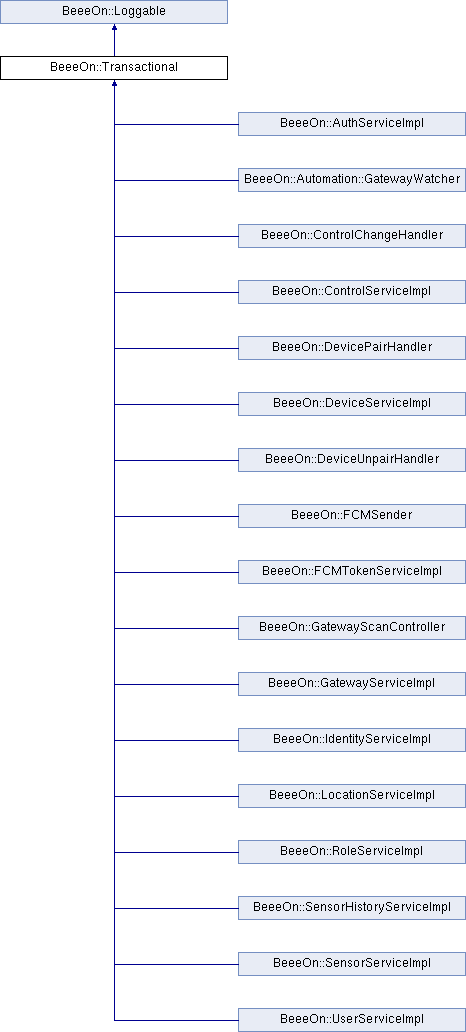 BeeeOn::Loggable
BeeeOn::Transactional
BeeeOn::AuthServiceImpl
BeeeOn::Automation::GatewayWatcher
BeeeOn::ControlChangeHandler
BeeeOn::ControlServiceImpl
BeeeOn::DevicePairHandler
BeeeOn::DeviceServiceImpl
BeeeOn::DeviceUnpairHandler
BeeeOn::FCMSender
BeeeOn::FCMTokenServiceImpl
BeeeOn::GatewayScanController
BeeeOn::GatewayServiceImpl
BeeeOn::IdentityServiceImpl
BeeeOn::LocationServiceImpl
BeeeOn::RoleServiceImpl
BeeeOn::SensorHistoryServiceImpl
BeeeOn::SensorServiceImpl
BeeeOn::UserServiceImpl